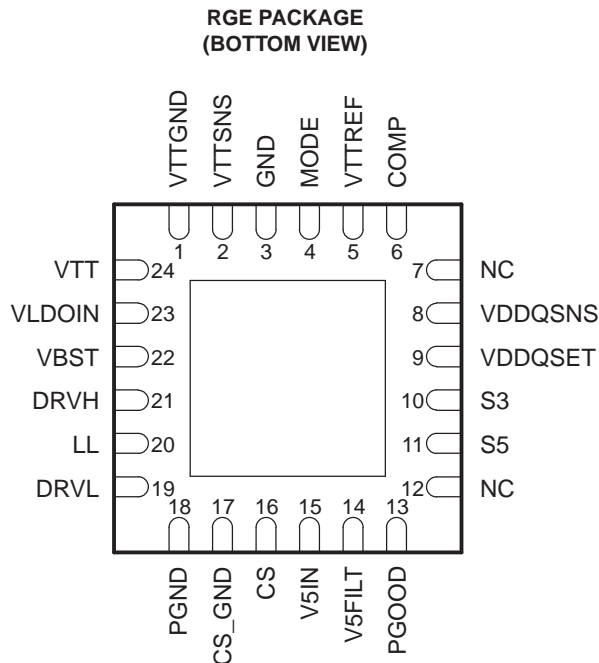 RGE PACKAGE
(BOTTOM VIEW)
VTTGND
VTTSNS
GND
MODE
VTTREF
COMP
1 2 3 4 5 6
VTT 24
VLDOIN 23
VBST 22
DRVH 21
LL 20
DRVL 19
7 NC
8 VDDQSNS
9 VDDQSET
10 S3
11 S5
12 NC
18 17 16 15 14 13
PGND
CS_GND
CS
V5IN
V5FILT
PGOOD